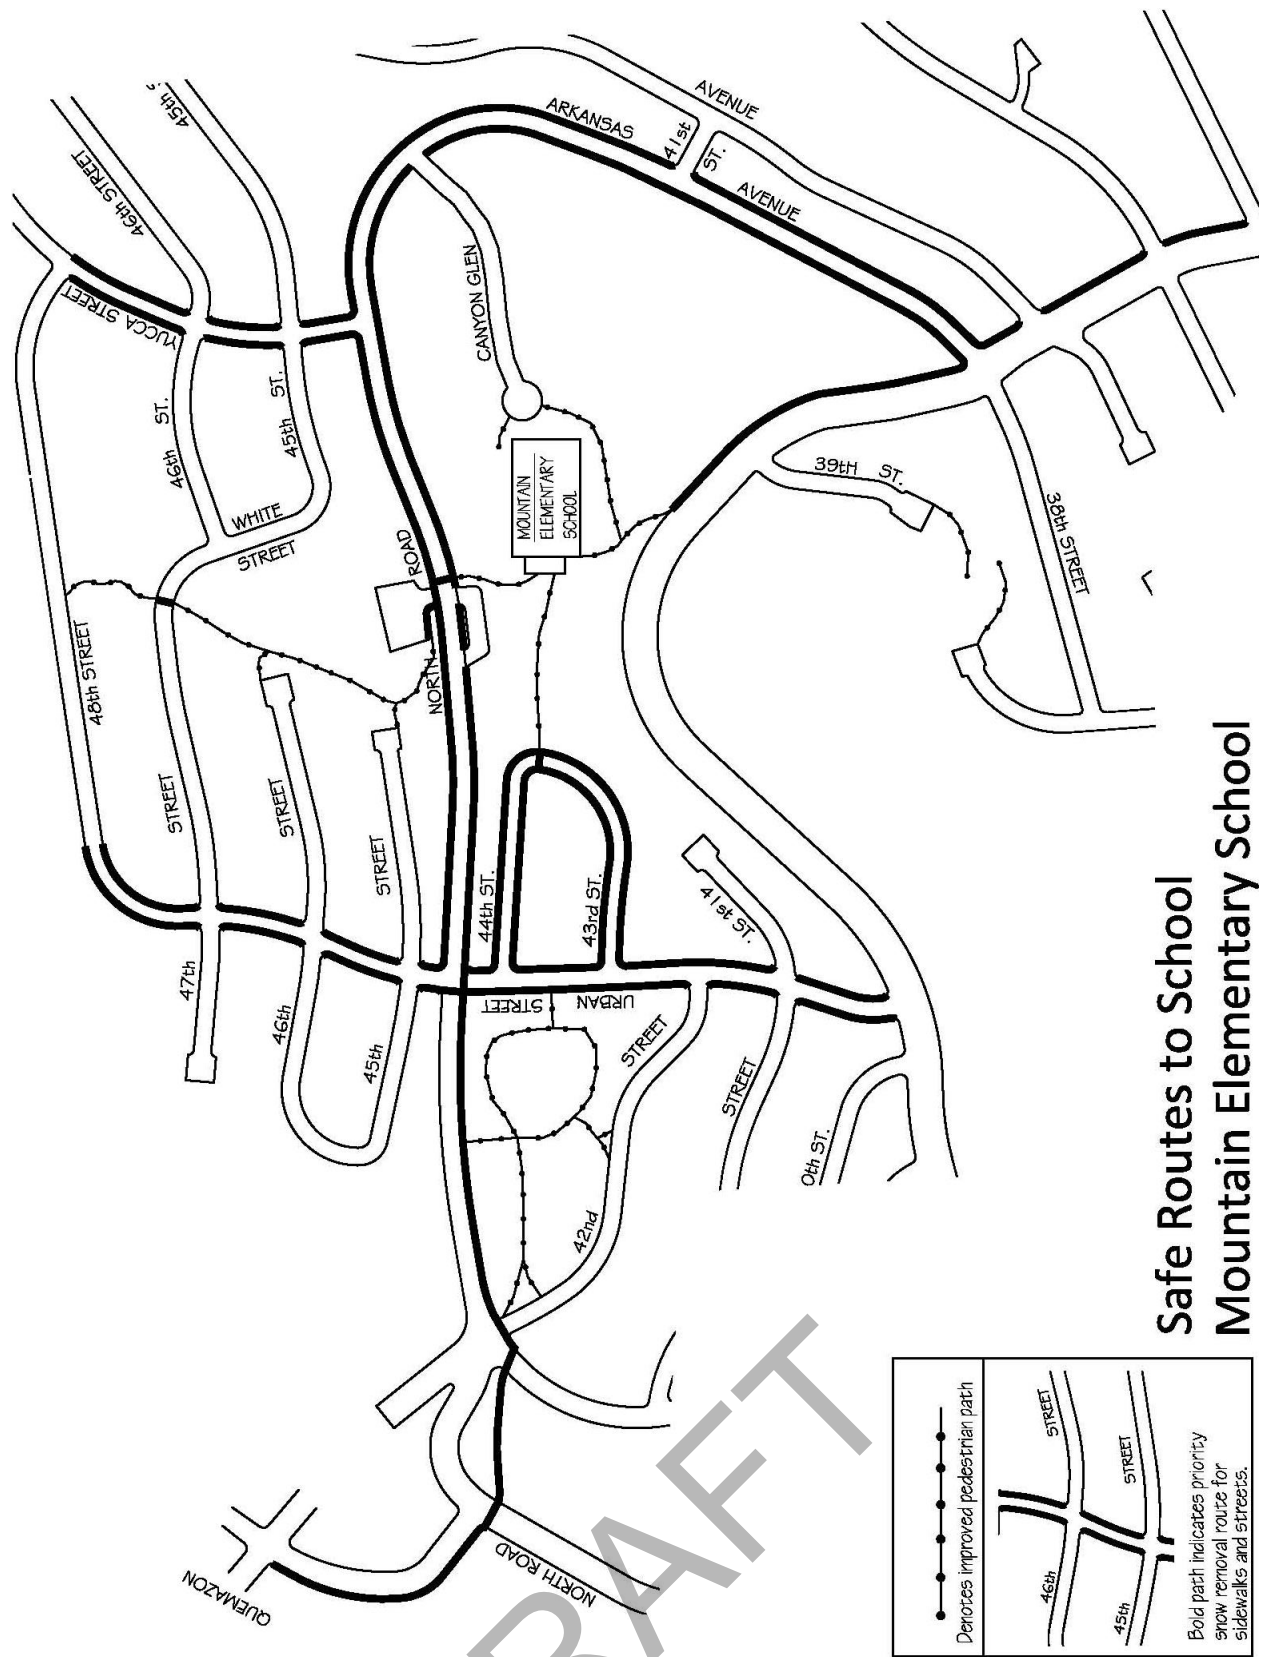 Safe Routes to School
Mountain Elementary School
QUEMAZON
NORTH ROAD
42nd
STREET
0th ST.
STREET
41st ST.
URBAN
STREET
43rd ST.
44th ST.
45th
STREET
46th
STREET
47th
STREET
48th STREET
NORTH
ROAD
WHITE
STREET
45th
ST.
46th
ST.
YUCCA STREET
46th STREET
45th S
MOUNTAIN
ELEMENTARY
SCHOOL
CANYON GLEN
ARKANSAS
AVENUE
41st
ST.
AVENUE
39tH
ST.
38th STREET
Denotes improved pedestrian path
46th
STREET
45th
STREET
Bold path indicates priority
snow removal route for
sidewalks and streets.
RAFT